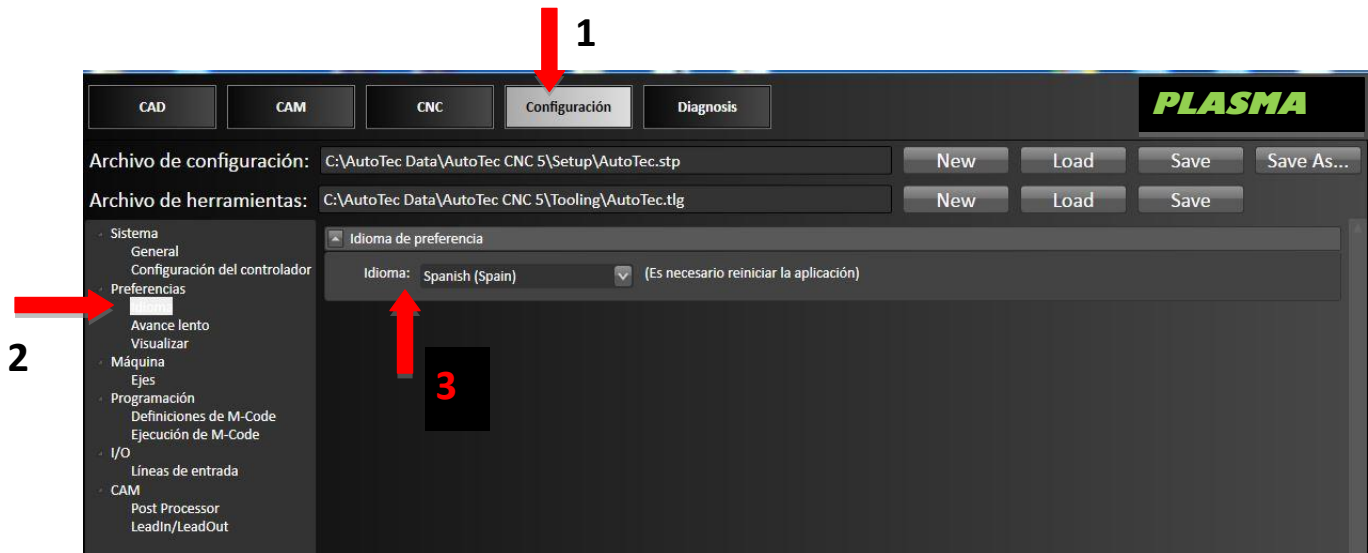 1
CAD CAM CNC Configuración Diagnosis PLASMA
Archivo de configuración: C:\AutoTec Data\AutoTec CNC 5\Setup\AutoTec.stp New Load Save Save As...
Archivo de herramientas: C:\AutoTec Data\AutoTec CNC 5\Tooling\AutoTec.tlg New Load Save
Sistema
General
Configuración del controlador
Preferencias
Idioma
Avance lento
Visualizar
Máquina
Ejes
Programación
Definiciones de M-Code
Ejecución de M-Code
I/O
Líneas de entrada
CAM
Post Processor
LeadIn/LeadOut
Idioma de preferencia
Idioma: Spanish (Spain) (Es necesario reiniciar la aplicación)
2
3